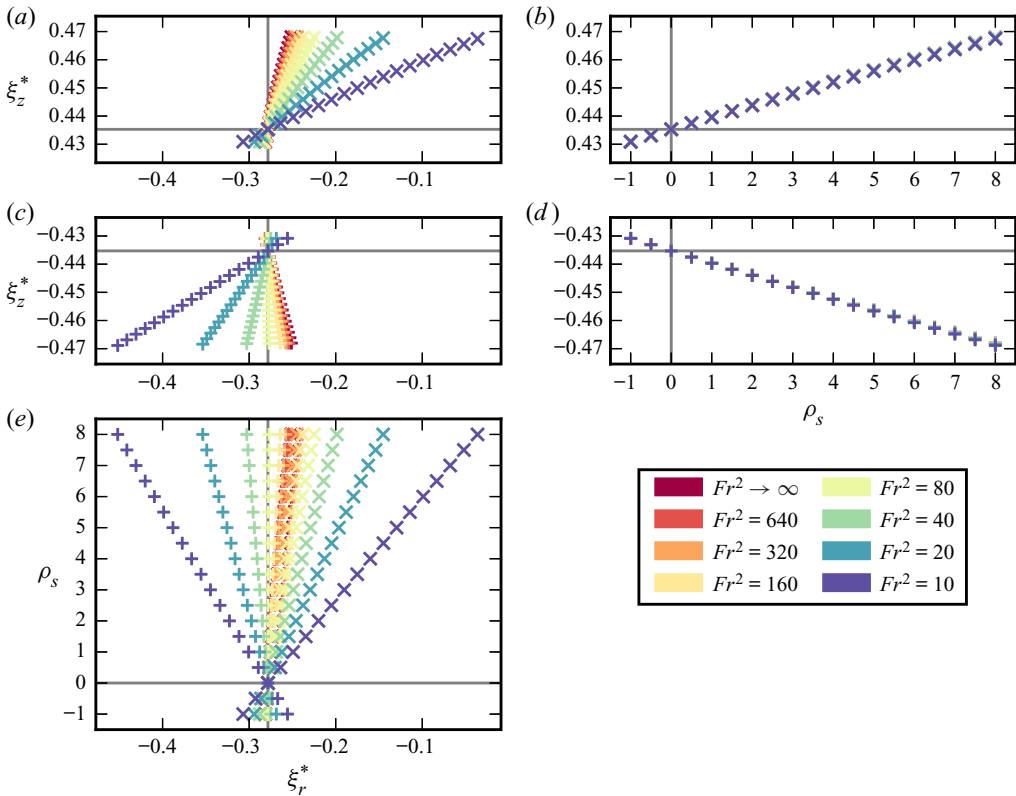 (a)
0.47
0.46
0.45
0.44
0.43
ξ*z
−0.4 −0.3 −0.2 −0.1
(b)
0.47
0.46
0.45
0.44
0.43
−1 0 1 2 3 4 5 6 7 8
(c)
−0.43
−0.44
−0.45
−0.46
−0.47
ξ*z
−0.4 −0.3 −0.2 −0.1
(d)
−0.43
−0.44
−0.45
−0.46
−0.47
−1 0 1 2 3 4 5 6 7 8
ρs
(e)
8
7
6
5
4
3
2
1
0
−1
ρs
−0.4 −0.3 −0.2 −0.1
ξ*r
Fr² → ∞
Fr² = 640
Fr² = 320
Fr² = 160
Fr² = 80
Fr² = 40
Fr² = 20
Fr² = 10